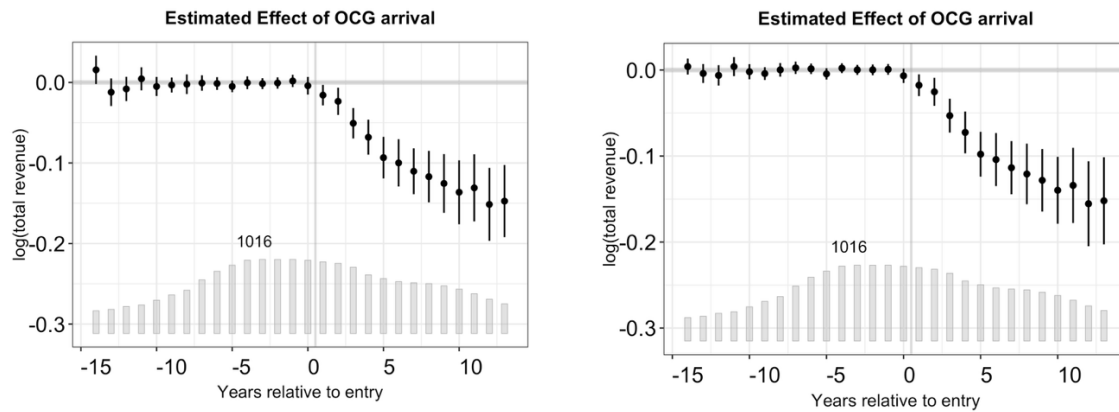 Estimated Effect of OCG arrival
log(total revenue)
0.0
-0.1
-0.2
-0.3
1016
-15 -10 -5 0 5 10
Years relative to entry
Estimated Effect of OCG arrival
log(total revenue)
0.0
-0.1
-0.2
-0.3
1016
-15 -10 -5 0 5 10
Years relative to entry